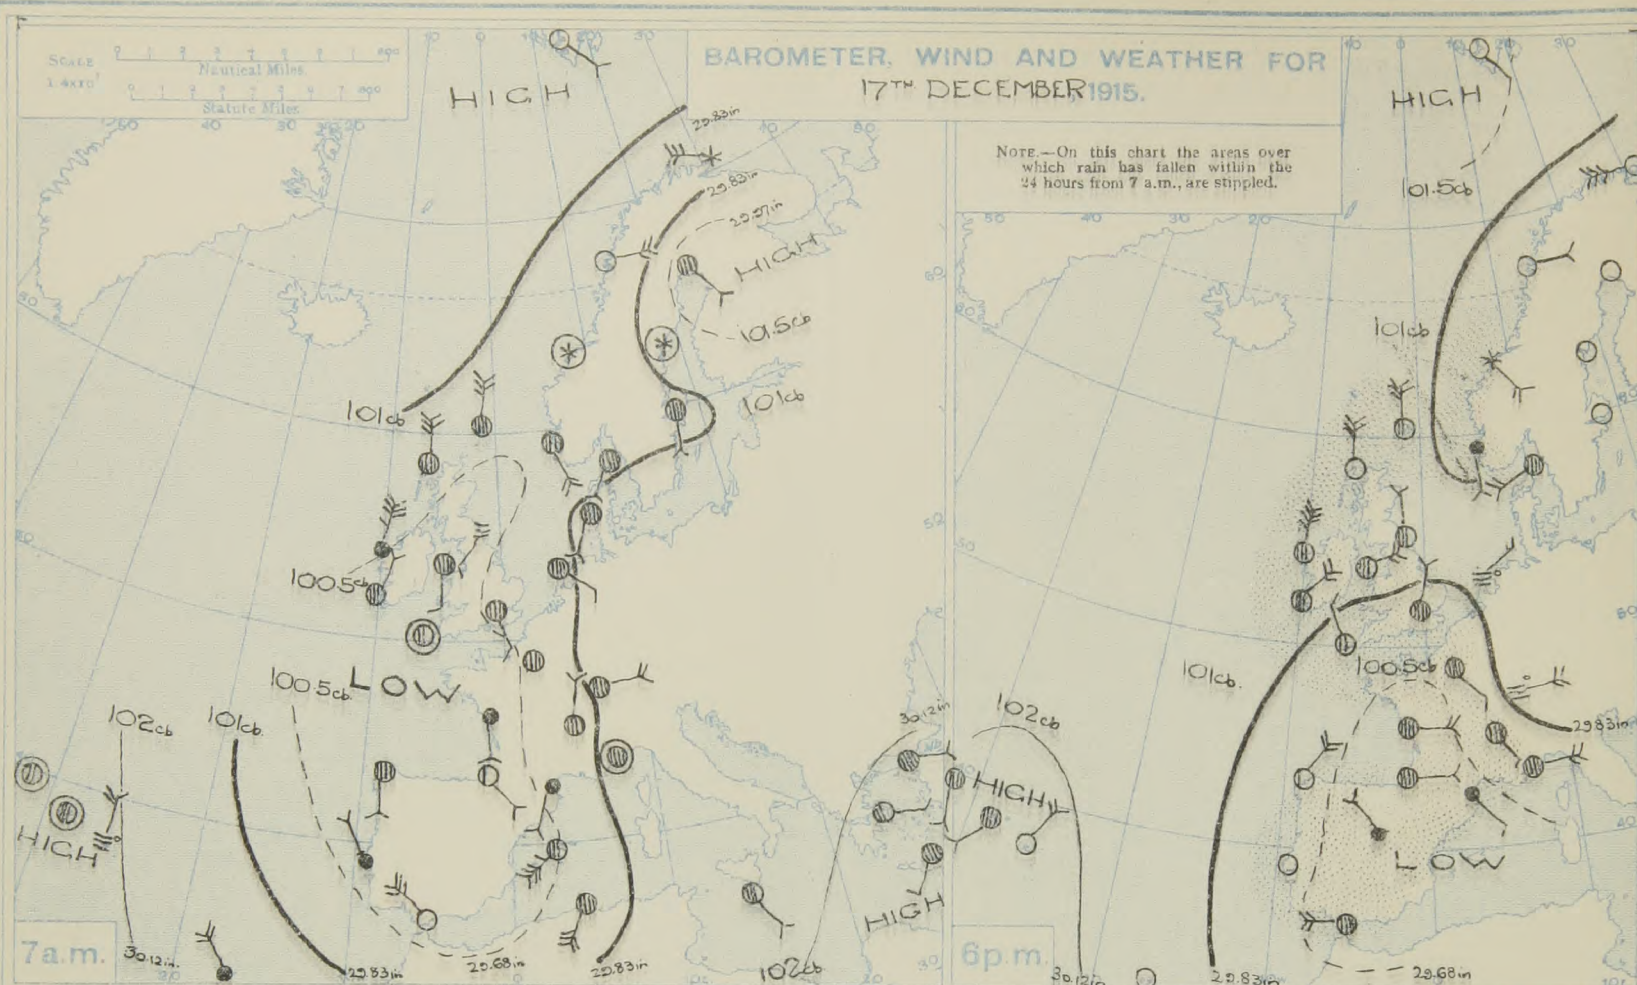 BAROMETER, WIND AND WEATHER FOR
17TH DECEMBER, 1915.
SCALE
Nautical Miles
Statute Miles
NOTE.—On this chart the areas over
which rain has fallen within the
24 hours from 7 a.m., are stippled.
HIGH
29.83in
29.83in
29.97in
HIGH
101.5cb
101cb
101cb
100.5cb
100.5cb
LOW
102cb
101cb.
HIGH
30.12in.
29.83in
29.68in
29.83in
7a.m.
30.12in
HIGH
102cb
HIGH
101.5cb
101cb
101cb.
100.5cb
102cb
HIGH
29.83in
LOW
6p.m.
30.12in
29.83in
29.68in